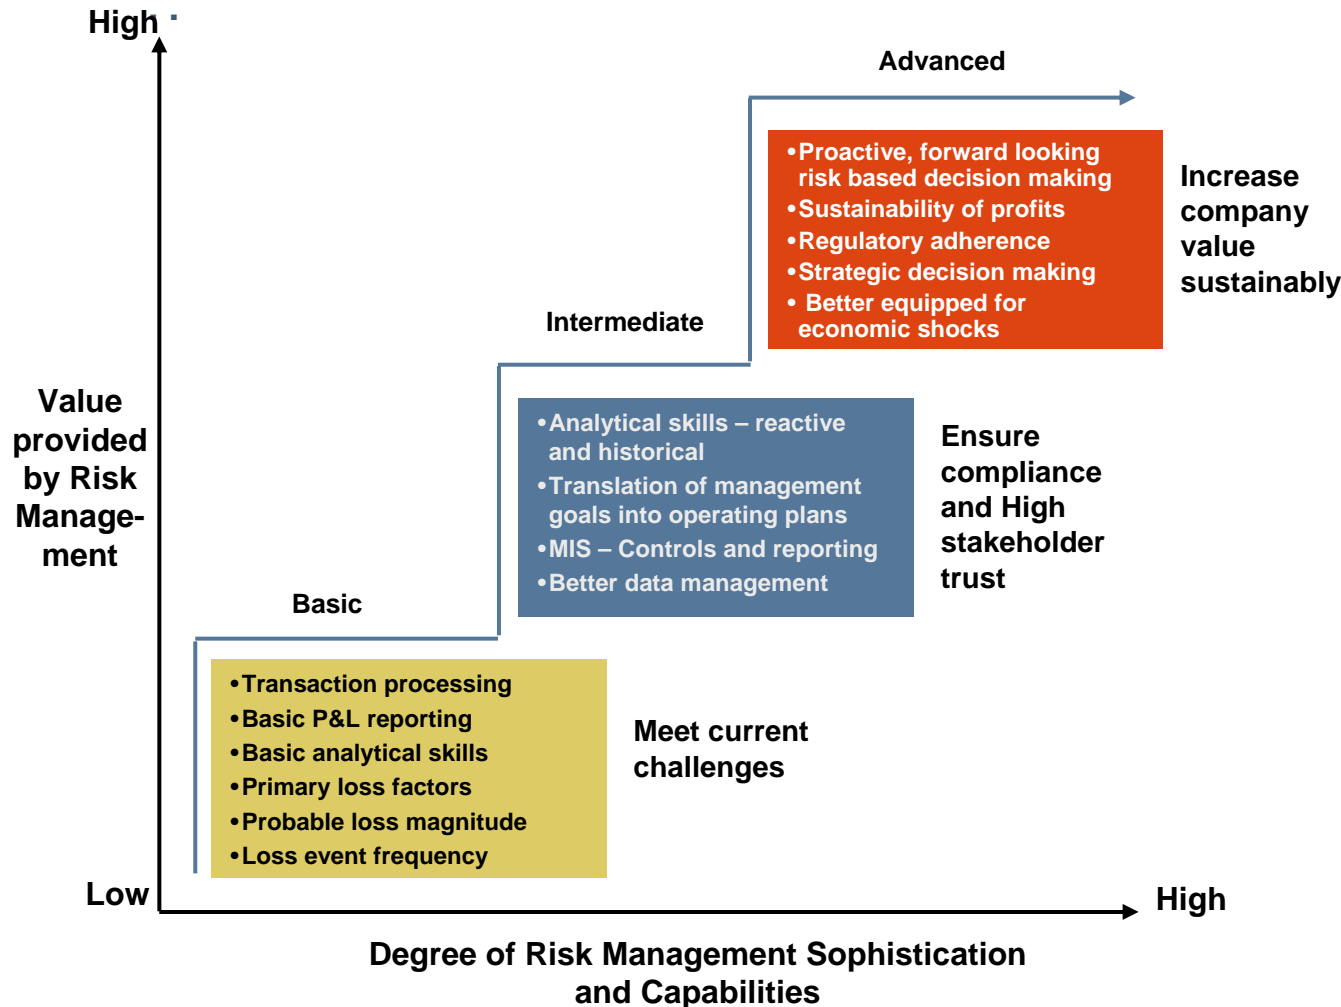 High
Advanced
•Proactive, forward looking
risk based decision making
•Sustainability of profits
•Regulatory adherence
•Strategic decision making
• Better equipped for
economic shocks
Increase
company
value
sustainably
Intermediate
•Analytical skills – reactive
and historical
•Translation of management
goals into operating plans
•MIS – Controls and reporting
•Better data management
Ensure
compliance
and High
stakeholder
trust
Value
provided
by Risk
Manage-
ment
Basic
•Transaction processing
•Basic P&L reporting
•Basic analytical skills
•Primary loss factors
•Probable loss magnitude
•Loss event frequency
Meet current
challenges
Low
High
Degree of Risk Management Sophistication
and Capabilities